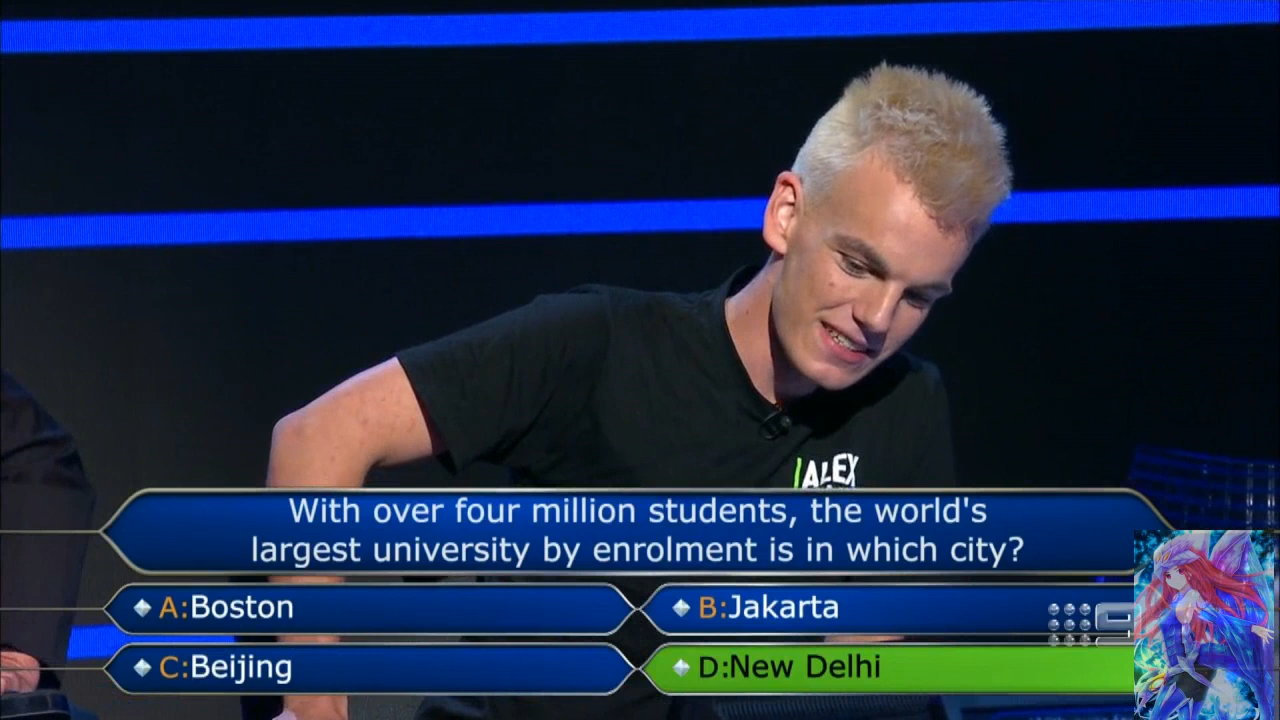 ALEX
With over four million students, the world's
largest university by enrolment is in which city?
A:Boston
B:Jakarta
C:Beijing
D:New Delhi
9